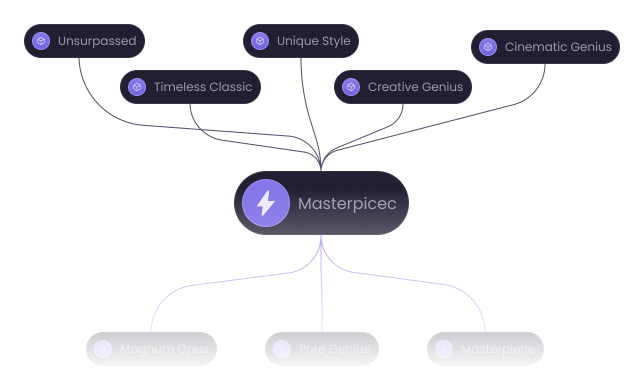 Unsurpassed
Unique Style
Cinematic Genius
Timeless Classic
Creative Genius
Masterpicec
Magnum Opus
Pure Genius
Masterpiece